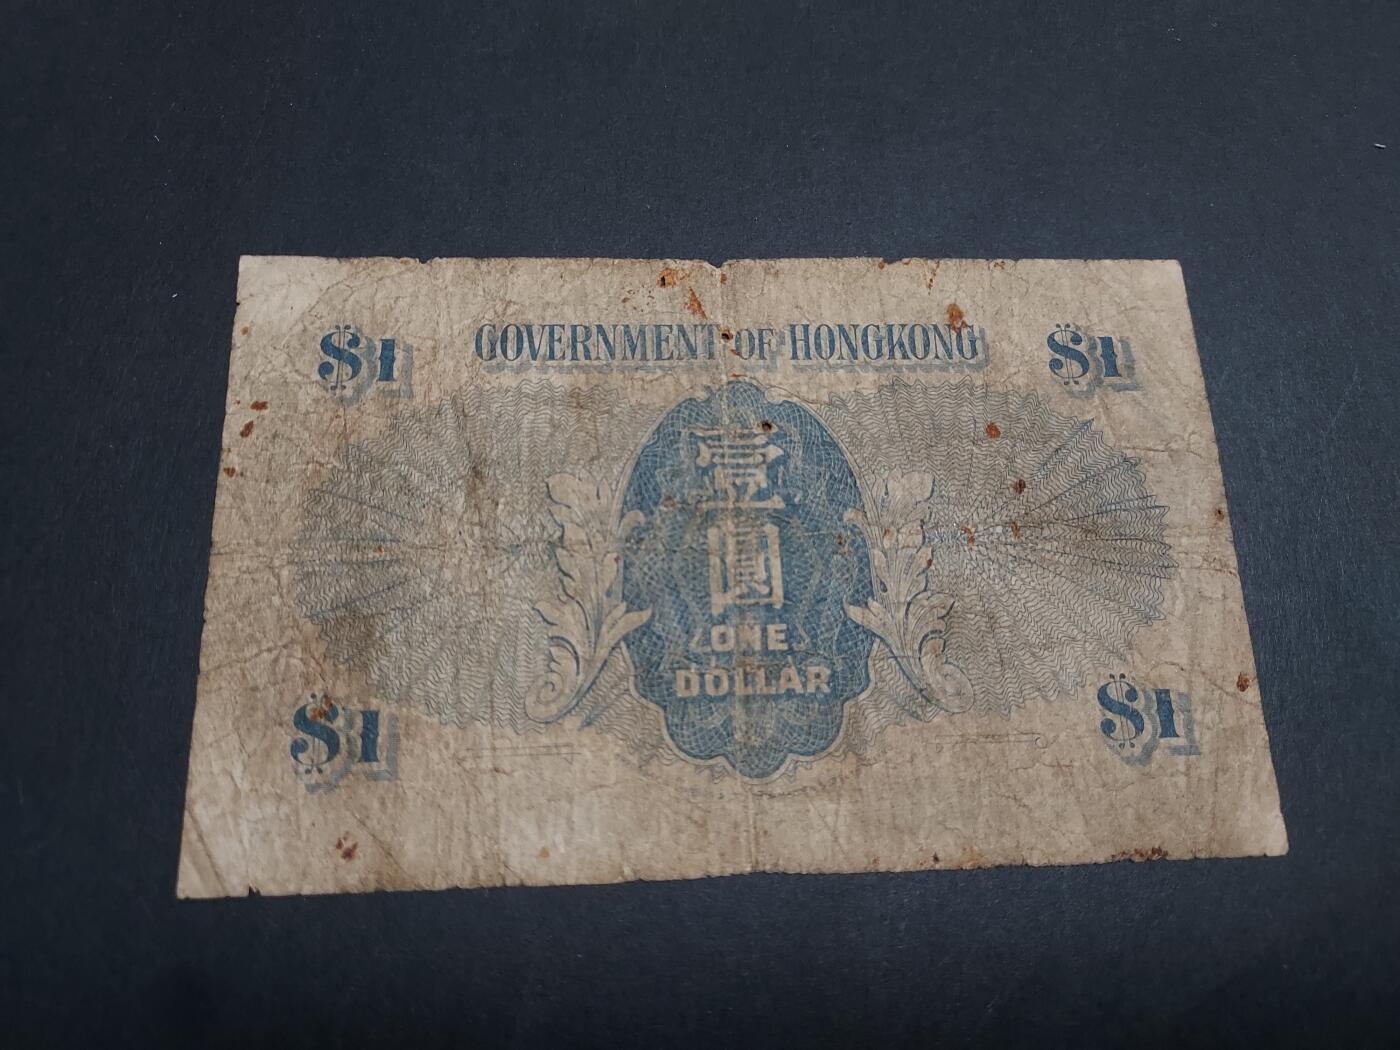 $1 GOVERNMENT OF HONGKONG $1
壹
圓
ONE
DOLLAR
$1 $1